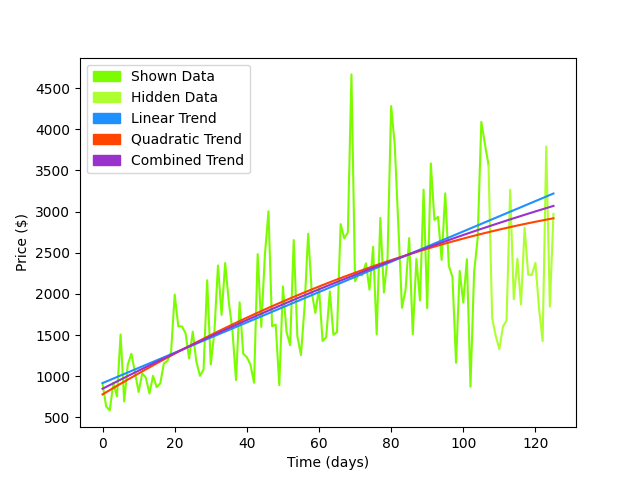 Shown Data
Hidden Data
Linear Trend
Quadratic Trend
Combined Trend
4500
4000
3500
3000
2500
2000
1500
1000
500
Price ($)
0 20 40 60 80 100 120
Time (days)